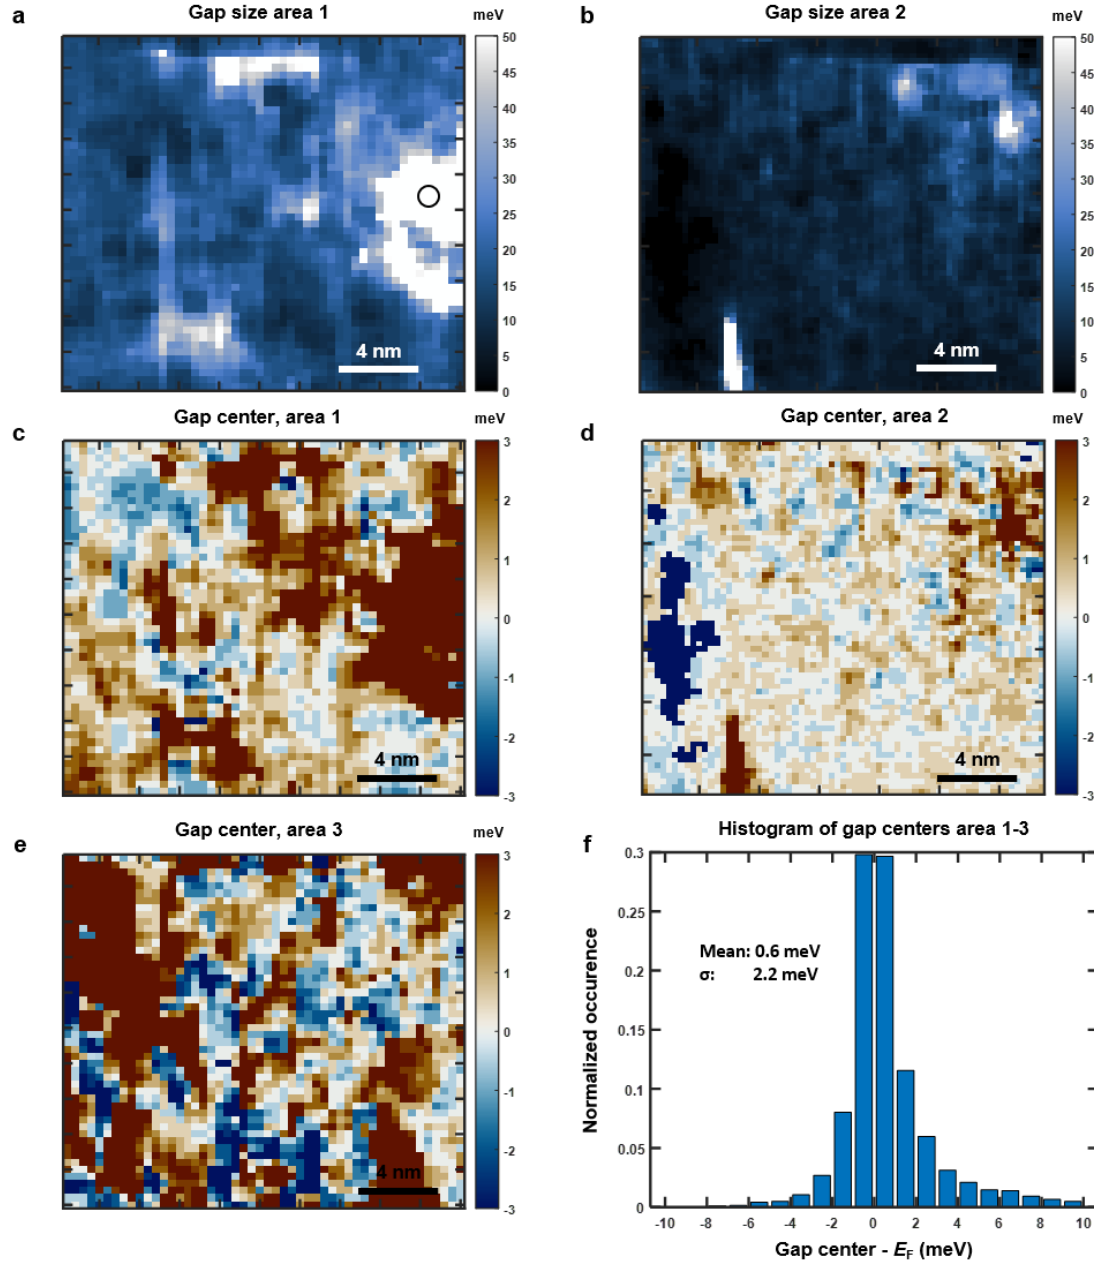 a
Gap size area 1
meV
50
45
40
35
30
25
20
15
10
5
0
4 nm
b
Gap size area 2
meV
50
45
40
35
30
25
20
15
10
5
0
4 nm
c
Gap center, area 1
meV
3
2
1
0
-1
-2
-3
4 nm
d
Gap center, area 2
meV
3
2
1
0
-1
-2
-3
4 nm
e
Gap center, area 3
meV
3
2
1
0
-1
-2
-3
4 nm
f
Histogram of gap centers area 1-3
Normalized occurence
0.3
0.25
0.2
0.15
0.1
0.05
0
Mean: 0.6 meV
σ: 2.2 meV
-10 -8 -6 -4 -2 0 2 4 6 8 10
Gap center - EF (meV)